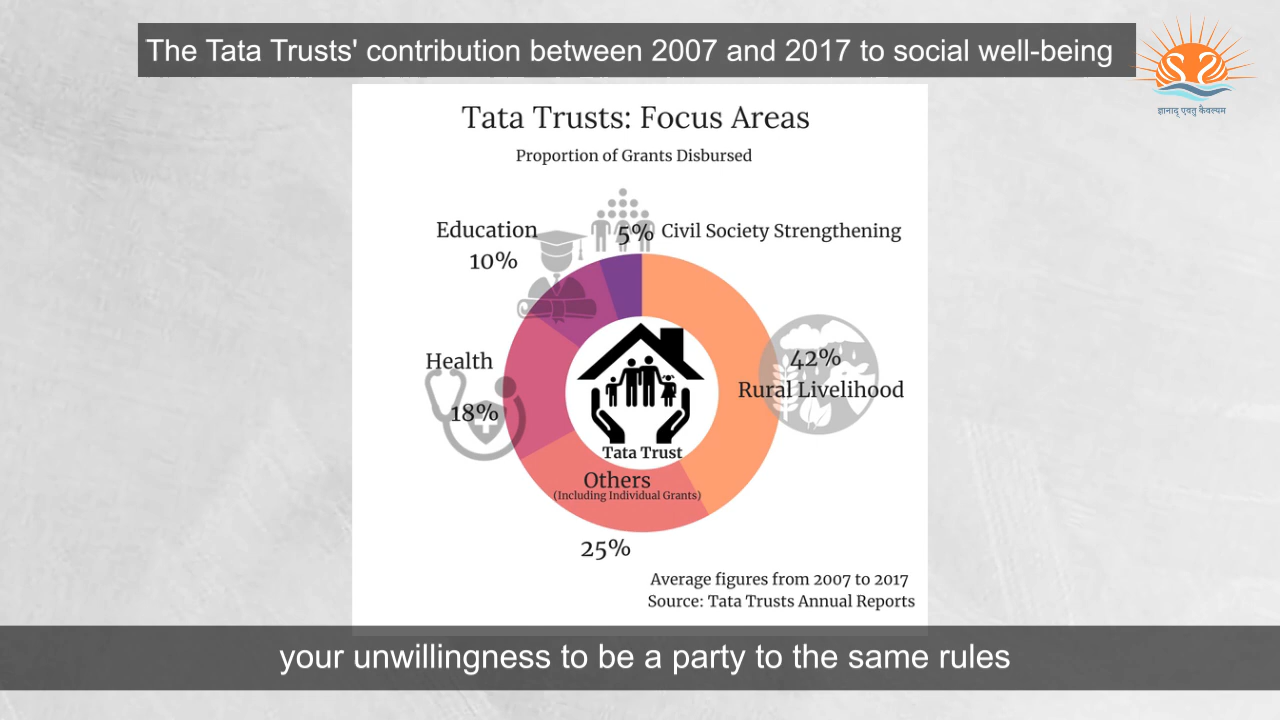 The Tata Trusts' contribution between 2007 and 2017 to social well-being
ज्ञानाद् एवतु कैवल्यम
Tata Trusts: Focus Areas
Proportion of Grants Disbursed
Education
10%
5% Civil Society Strengthening
Health
18%
42%
Rural Livelihood
Tata Trust
Others
(Including Individual Grants)
25%
Average figures from 2007 to 2017
Source: Tata Trusts Annual Reports
your unwillingness to be a party to the same rules